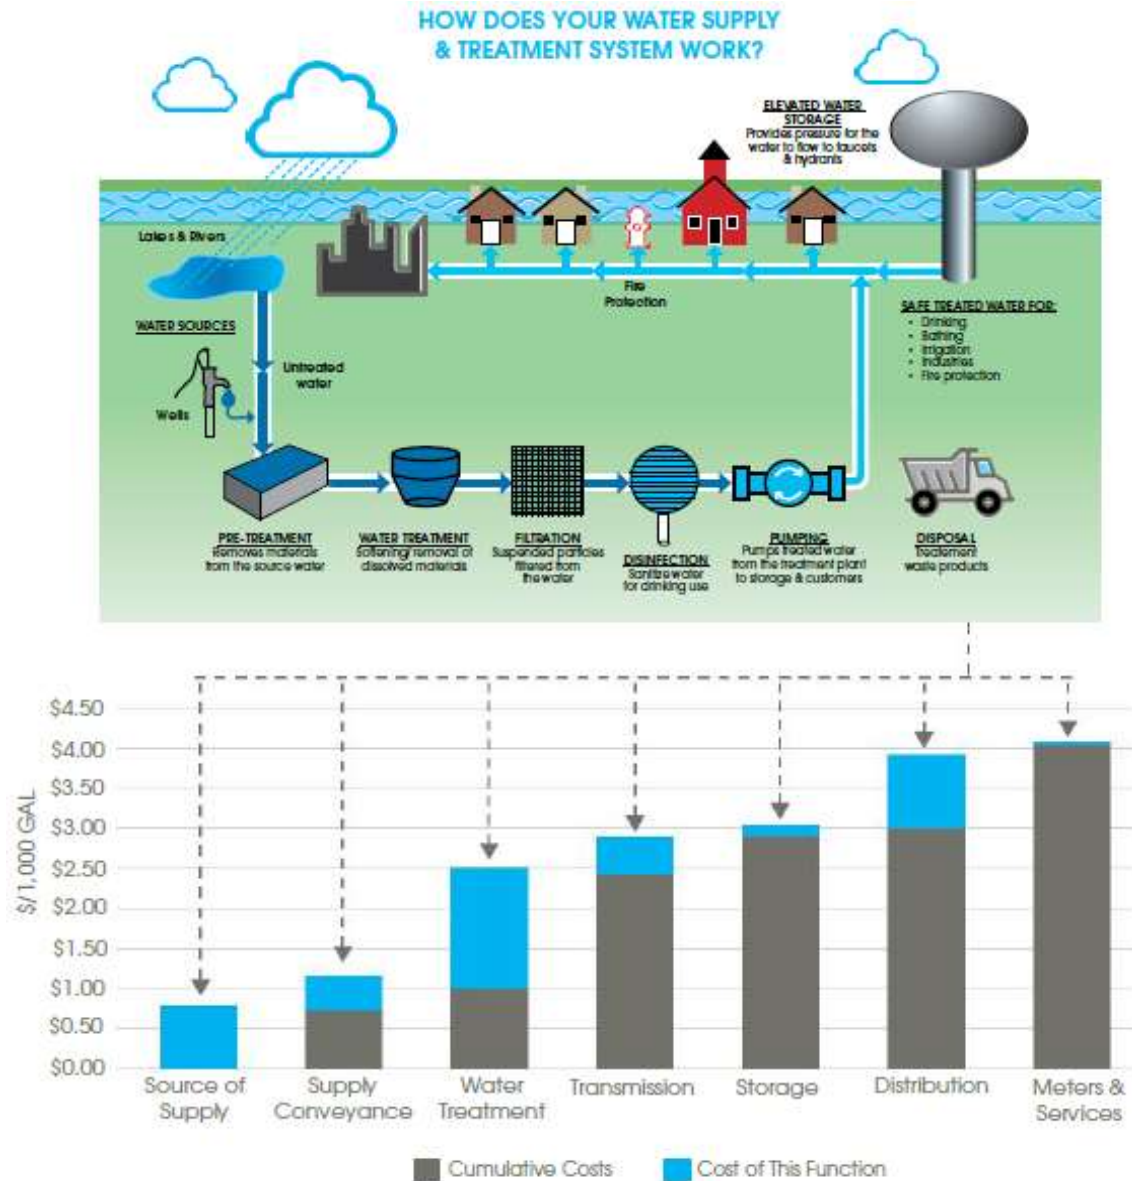 HOW DOES YOUR WATER SUPPLY
& TREATMENT SYSTEM WORK?
ELEVATED WATER
STORAGE
Provides pressure for the
water to flow to faucets
& hydrants
Lakes & Rivers
Fire
Protection
WATER SOURCES
SAFE TREATED WATER FOR:
• Drinking
• Bathing
• Irrigation
• Industries
• Fire protection
Untreated
water
Wells
PRE-TREATMENT
Removes materials
from the source water
WATER TREATMENT
Softening/ removal of
dissolved materials
FILTRATION
Suspended particles
filtered from
the water
DISINFECTION
Sanitize water
for drinking use
PUMPING
Pumps treated water
from the treatment plant
to storage & customers
DISPOSAL
Treatement
waste products
$/1,000 GAL
$4.50
$4.00
$3.50
$3.00
$2.50
$2.00
$1.50
$1.00
$0.50
$0.00
Source of
Supply
Supply
Conveyance
Water
Treatment
Transmission
Storage
Distribution
Meters &
Services
Cumulative Costs
Cost of This Function